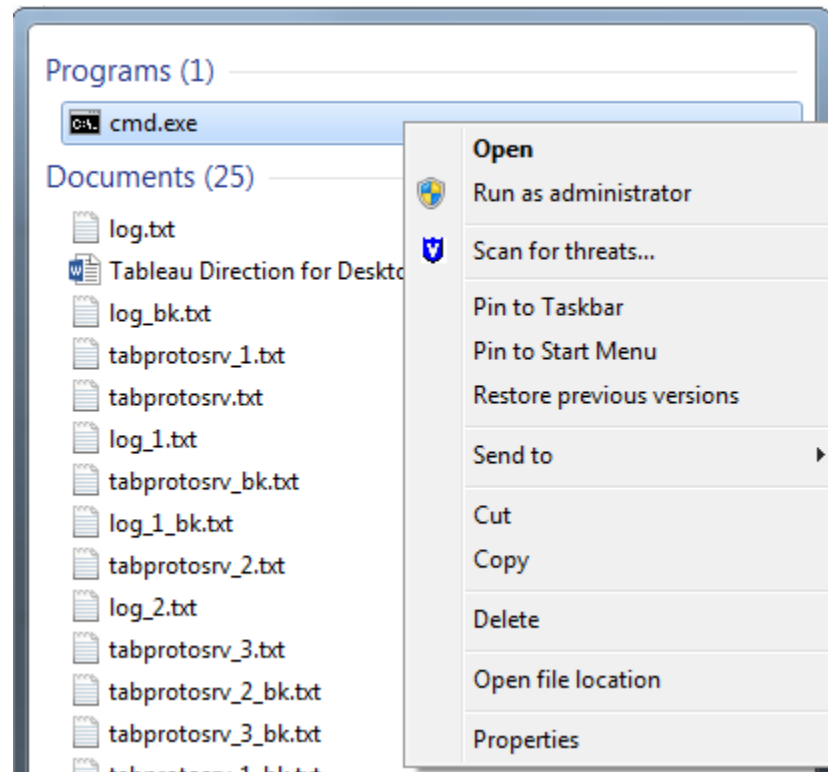 Programs (1)
cmd.exe
Documents (25)
log.txt
Tableau Direction for Deskto
log_bk.txt
tabprotosrv_1.txt
tabprotosrv.txt
log_1.txt
tabprotosrv_bk.txt
log_1_bk.txt
tabprotosrv_2.txt
log_2.txt
tabprotosrv_3.txt
tabprotosrv_2_bk.txt
tabprotosrv_3_bk.txt
Open
Run as administrator
Scan for threats...
Pin to Taskbar
Pin to Start Menu
Restore previous versions
Send to
Cut
Copy
Delete
Open file location
Properties